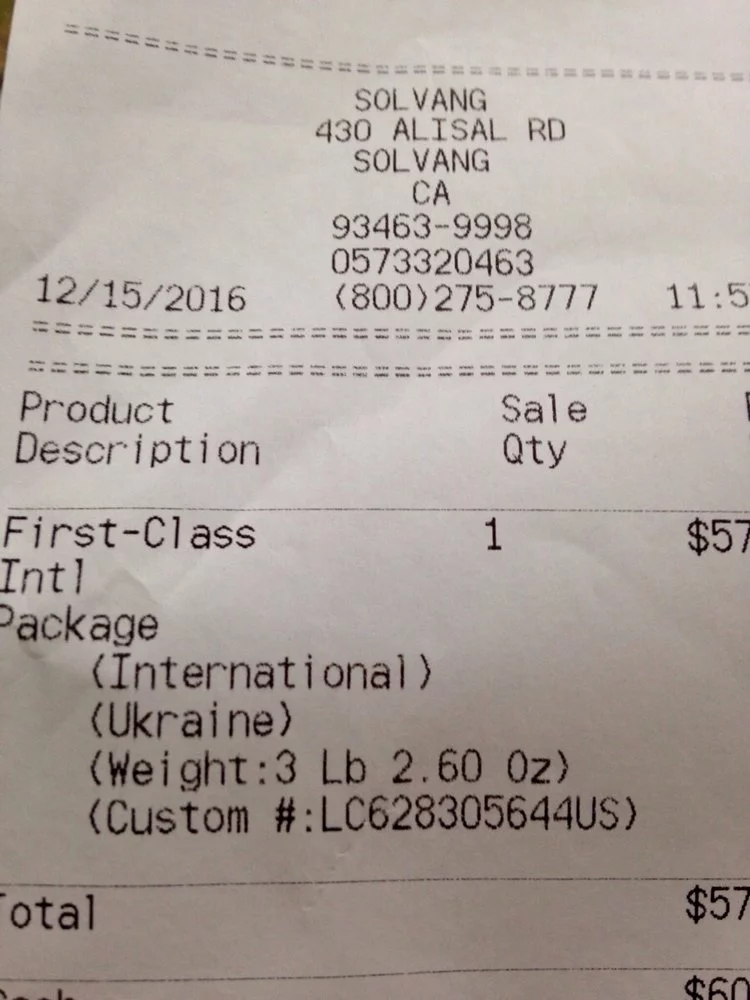 SOLVANG
430 ALISAL RD
SOLVANG
CA
93463-9998
0573320463
12/15/2016 (800)275-8777 11:5
Product Sale
Description Qty
First-Class 1 $57
Intl
Package
(International)
(Ukraine)
(Weight:3 Lb 2.60 Oz)
(Custom #:LC628305644US)
Total $57
$60